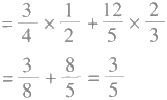 = 3/4 × 1/2 + 12/5 × 2/3
= 3/8 + 8/5 = 3/5